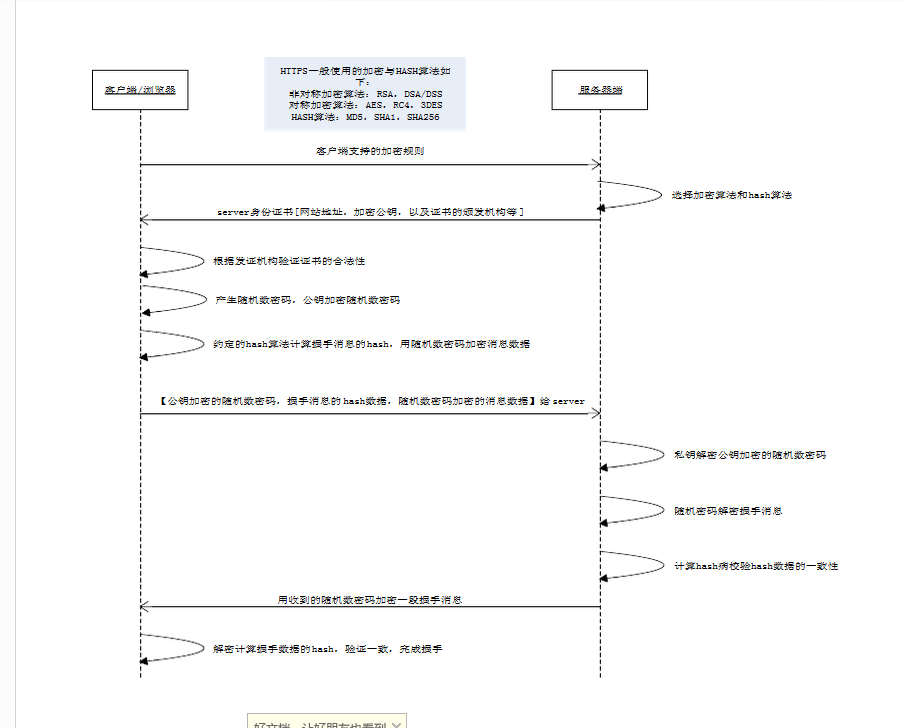 客户端/浏览器
HTTPS一般使用的加密与HASH算法如
下:
非对称加密算法: RSA, DSA/DSS
对称加密算法: AES, RC4, 3DES
HASH算法: MD5, SHA1, SHA256
服务器端
客户端支持的加密规则
选择加密算法和hash算法
server身份证书[网站地址, 加密公钥, 以及证书的颁发机构等]
根据发证机构验证证书的合法性
产生随机数密码, 公钥加密随机数密码
约定的hash算法计算握手消息的hash, 用随机数密码加密消息数据
【公钥加密的随机数密码, 握手消息的hash数据, 随机数密码加密的消息数据】给 server
私钥解密公钥加密的随机数密码
随机密码解密握手消息
计算hash病校验hash数据的一致性
用收到的随机数密码加密一段握手消息
解密计算握手数据的hash, 验证一致, 完成握手
好文档, 让好朋友也看到